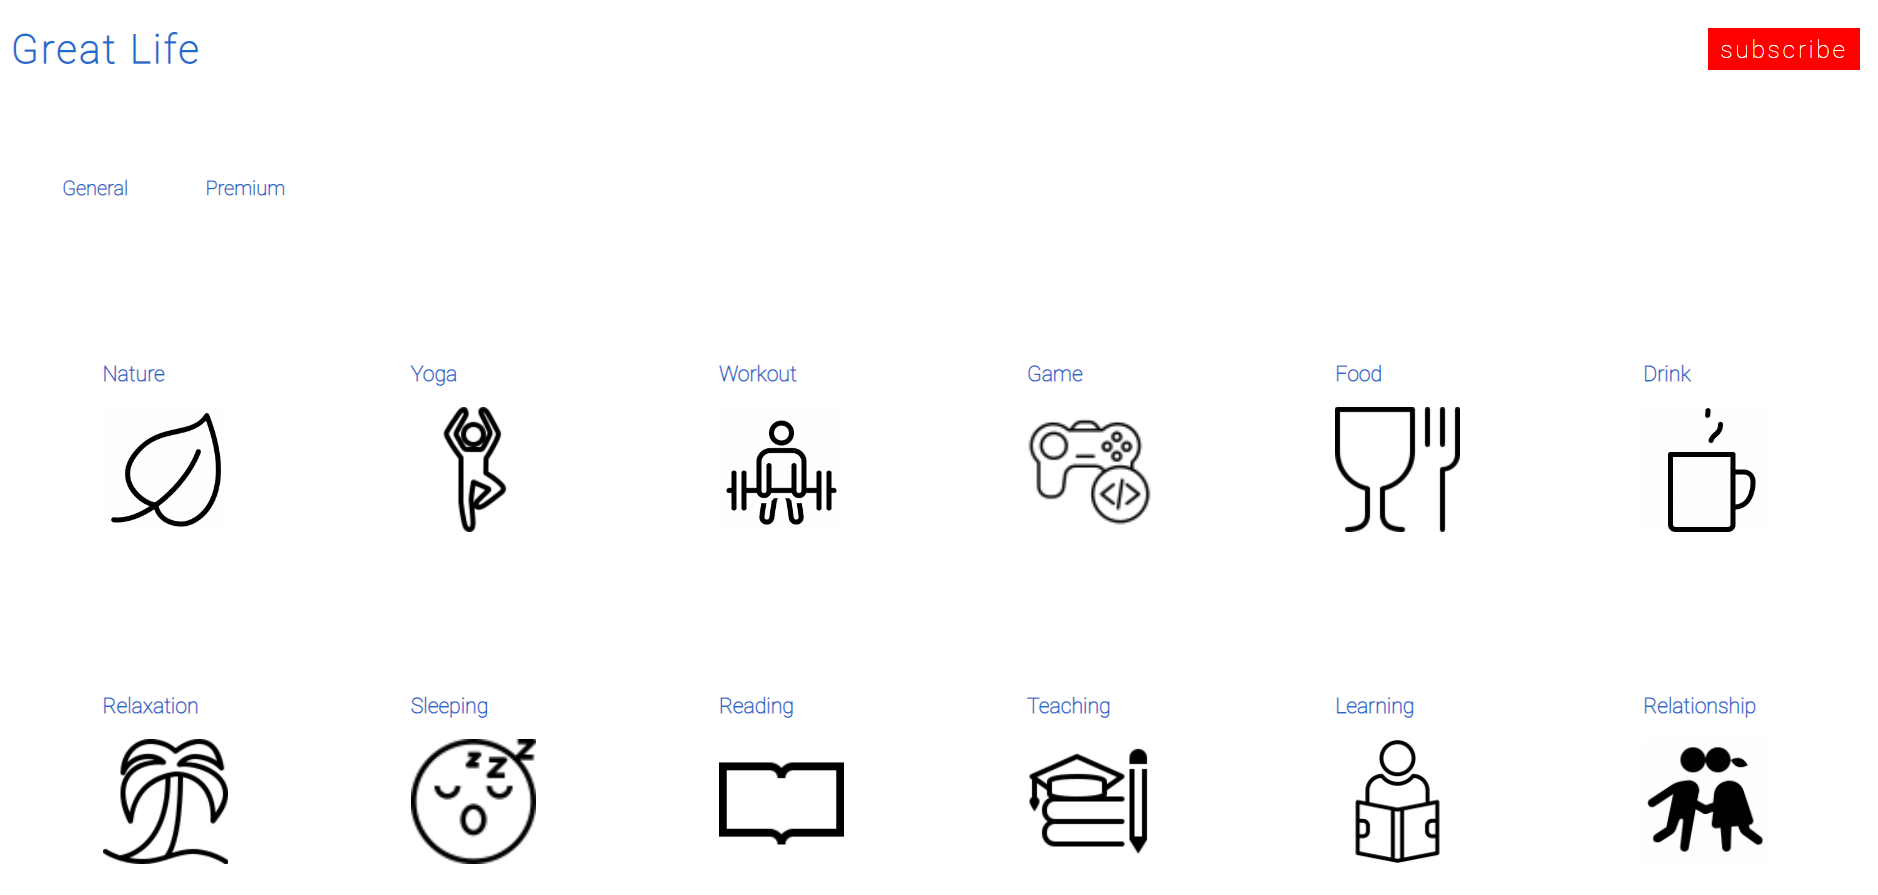 Great Life
subscribe
General Premium
Nature Yoga Workout Game Food Drink
</>
Relaxation Sleeping Reading Teaching Learning Relationship
z z z